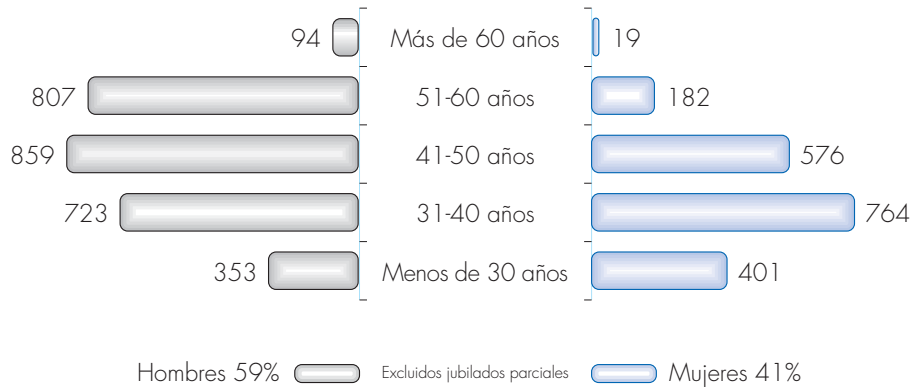 94 Más de 60 años 19
807 51-60 años 182
859 41-50 años 576
723 31-40 años 764
353 Menos de 30 años 401
Hombres 59% Excluidos jubilados parciales Mujeres 41%